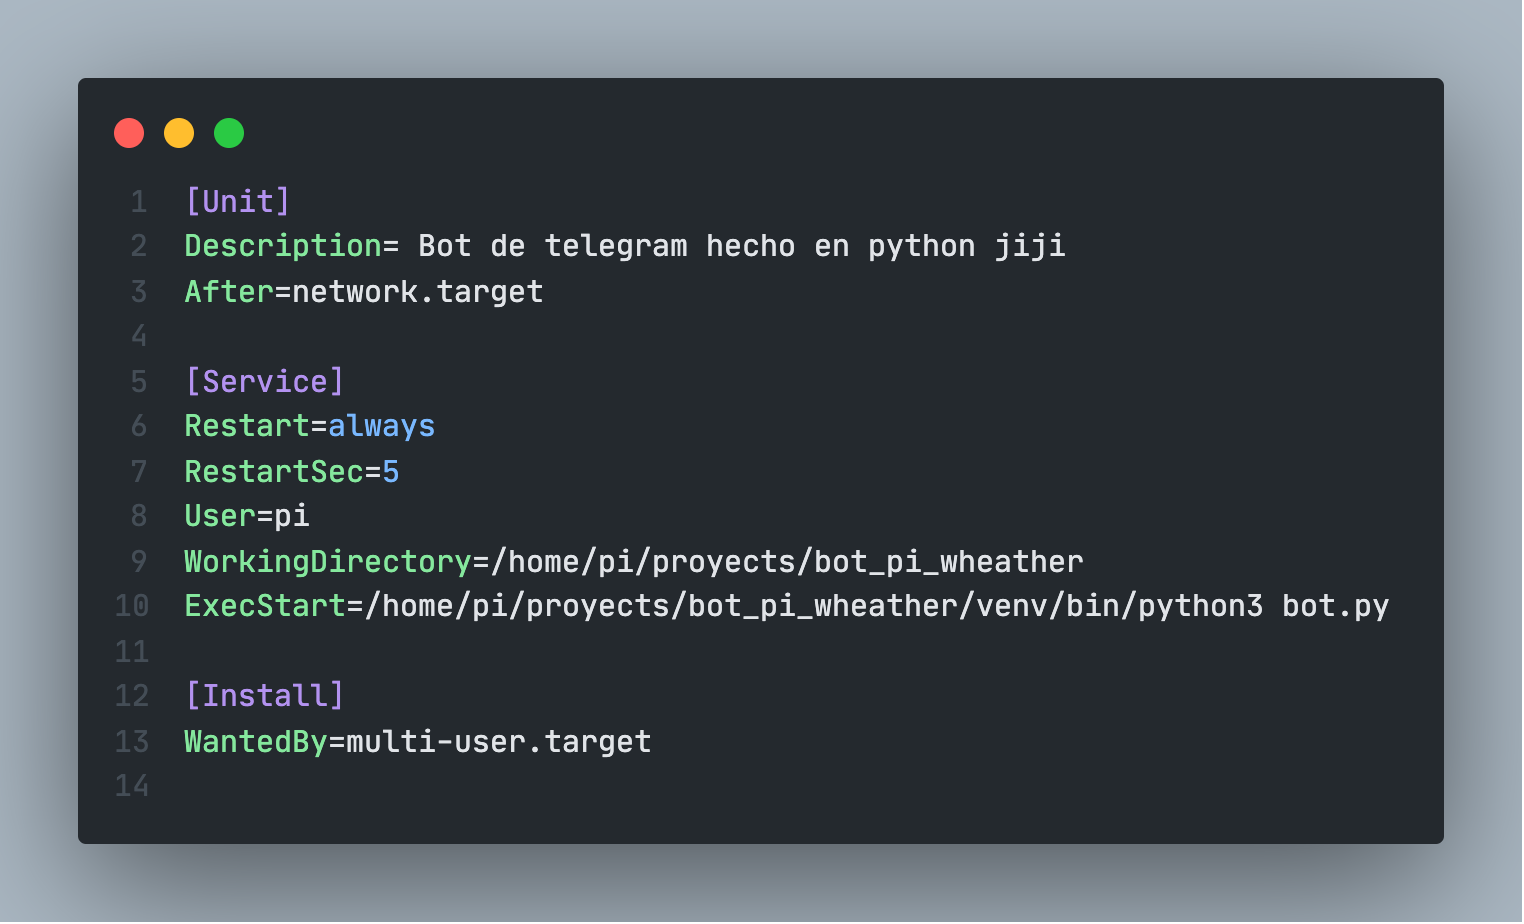 1 [Unit]
2 Description= Bot de telegram hecho en python jiji
3 After=network.target
4
5 [Service]
6 Restart=always
7 RestartSec=5
8 User=pi
9 WorkingDirectory=/home/pi/proyects/bot_pi_wheather
10 ExecStart=/home/pi/proyects/bot_pi_wheather/venv/bin/python3 bot.py
11
12 [Install]
13 WantedBy=multi-user.target
14